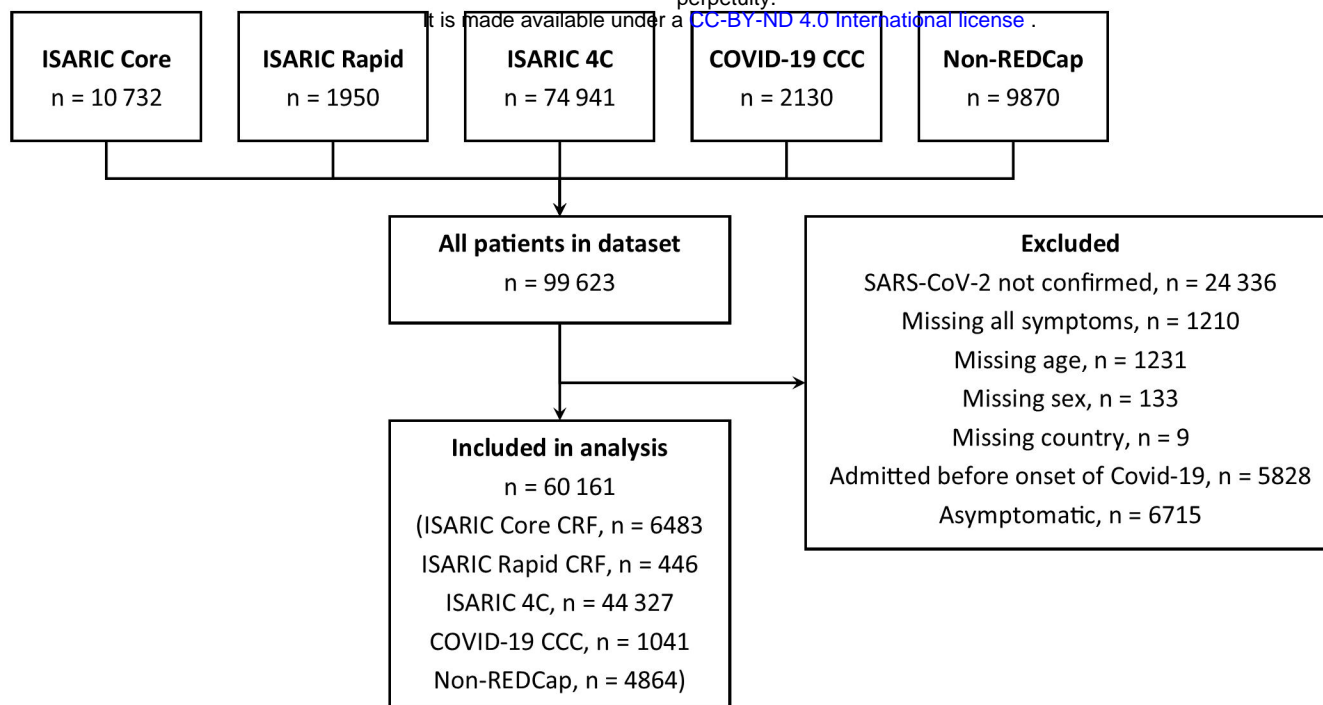 perpetuity.
It is made available under a CC-BY-ND 4.0 International license .
ISARIC Core
n = 10 732
ISARIC Rapid
n = 1950
ISARIC 4C
n = 74 941
COVID-19 CCC
n = 2130
Non-REDCap
n = 9870
All patients in dataset
n = 99 623
Excluded
SARS-CoV-2 not confirmed, n = 24 336
Missing all symptoms, n = 1210
Missing age, n = 1231
Missing sex, n = 133
Missing country, n = 9
Admitted before onset of Covid-19, n = 5828
Asymptomatic, n = 6715
Included in analysis
n = 60 161
(ISARIC Core CRF, n = 6483
ISARIC Rapid CRF, n = 446
ISARIC 4C, n = 44 327
COVID-19 CCC, n = 1041
Non-REDCap, n = 4864)